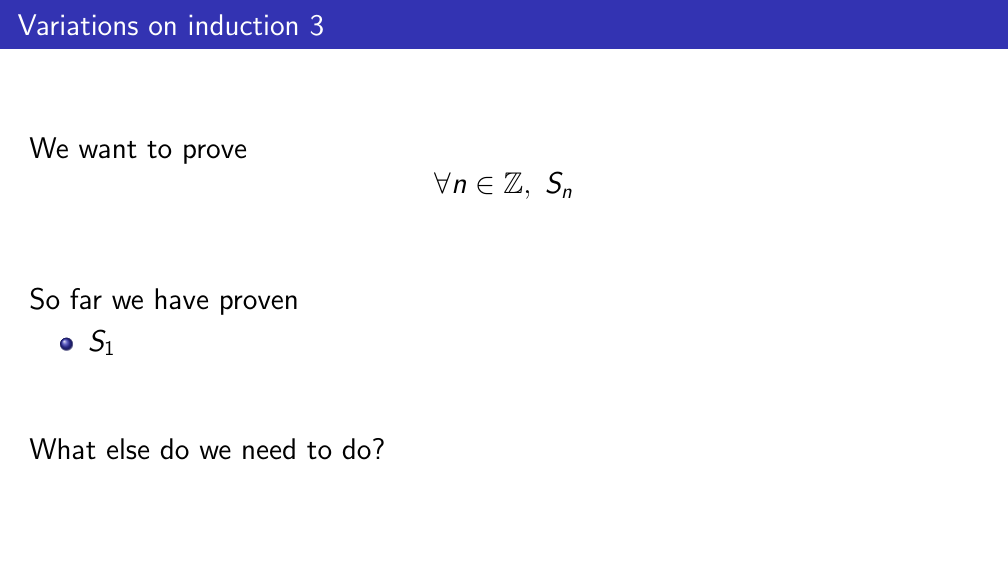 Variations on induction 3
We want to prove
∀n ∈ ℤ, Sₙ
So far we have proven
S₁
What else do we need to do?